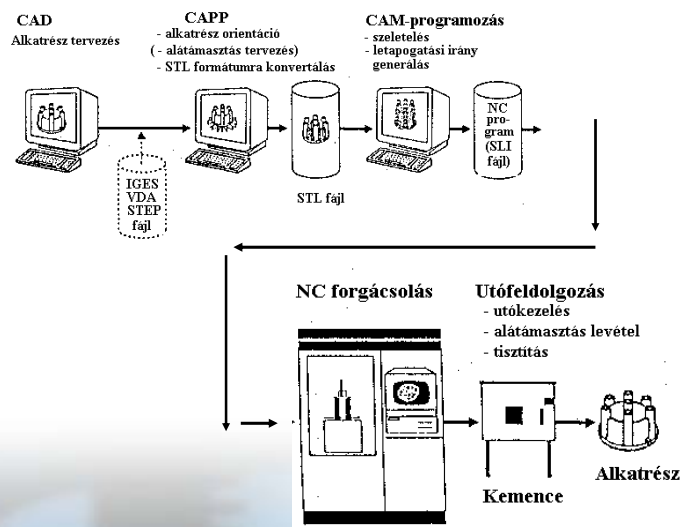 CAD
Alkatrész tervezés
CAPP
- alkatrész orientáció
( - alátámasztás tervezés)
- STL formátumra konvertálás
CAM-programozás
- szeletelés
- letapogatási irány
generálás
IGES
VDA
STEP
fájl
STL fájl
NC
pro-
gram
(SLI
fájl)
NC forgácsolás
Utófeldolgozás
- utókezelés
- alátámasztás levétel
- tisztítás
Kemence
Alkatrész